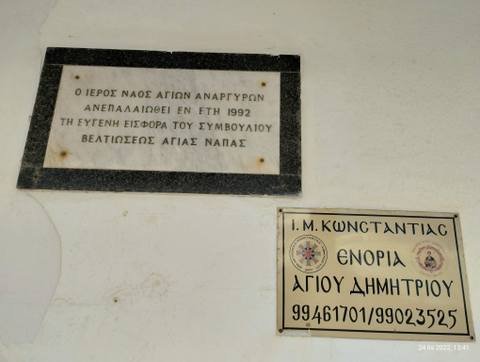 Ο ΙΕΡΟΣ ΝΑΟΣ ΑΓΙΩΝ ΑΝΑΡΓΥΡΩΝ
ΑΝΕΠΑΛΑΙΩΘΕΙ ΕΝ ΕΤΗ 1992
ΤΗ ΕΥΓΕΝΗ ΕΙΣΦΟΡΑ ΤΟΥ ΣΥΜΒΟΥΛΙΟΥ
ΒΕΛΤΙΩΣΕΩΣ ΑΓΙΑΣ ΝΑΠΑΣ
Ι.Μ. ΚΩΝCΤΑΝΤΙΑC
ΕΝΟΡΙΑ
ΑΓΙΟΥ ΔΗΜΗΤΡΙΟΥ
99461701/99023525